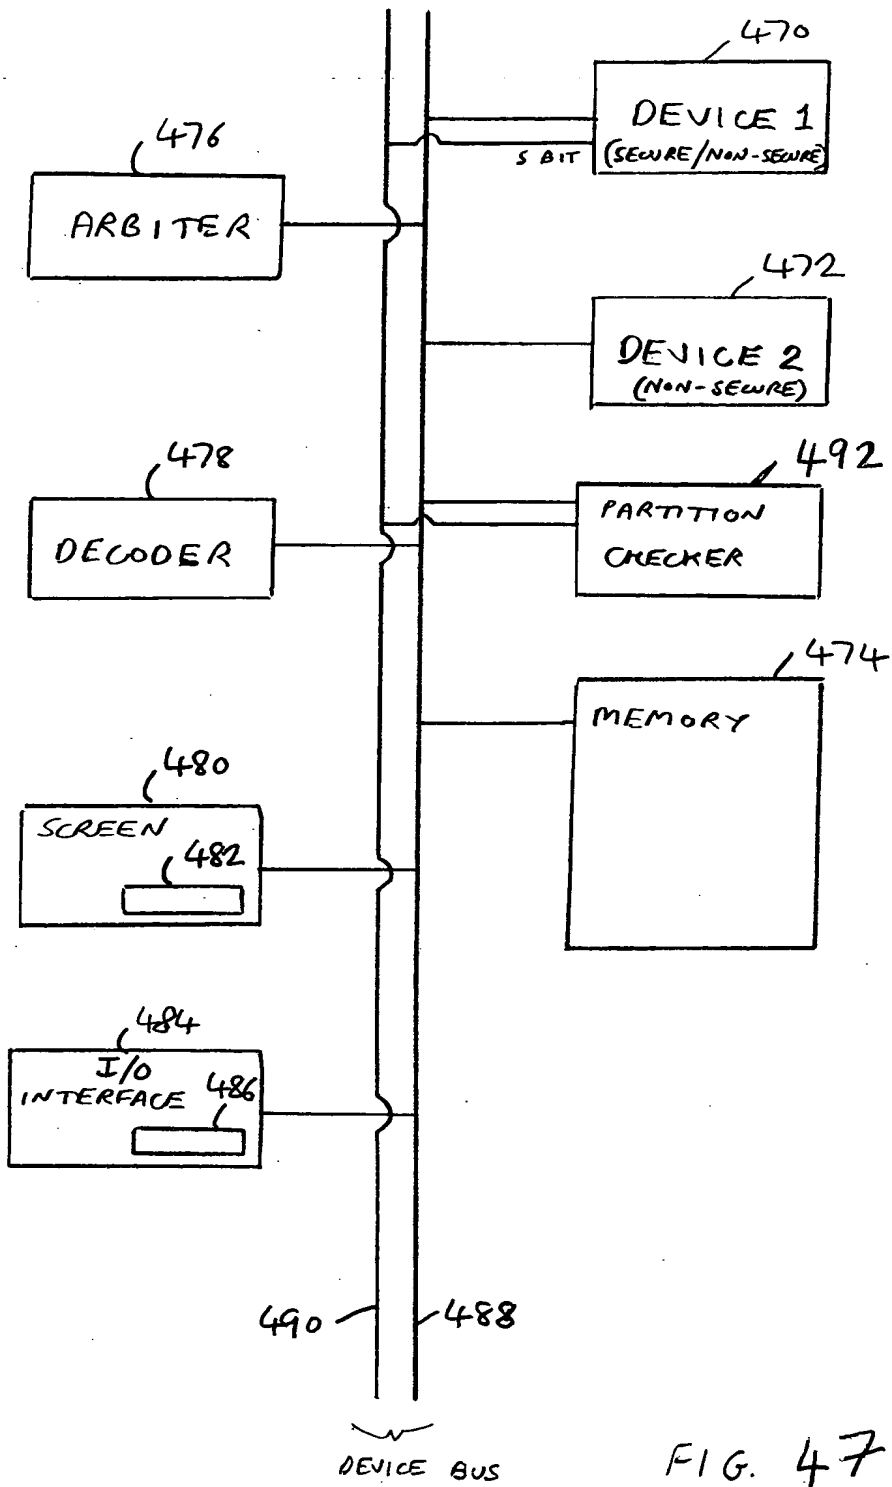 470
DEVICE 1
S BIT (SECURE/NON-SECURE)
476
ARBITER
472
DEVICE 2
(NON-SECURE)
478
DECODER
492
PARTITION
CHECKER
474
MEMORY
480
SCREEN
482
484
I/O
INTERFACE
486
490
488
DEVICE BUS
FIG. 47